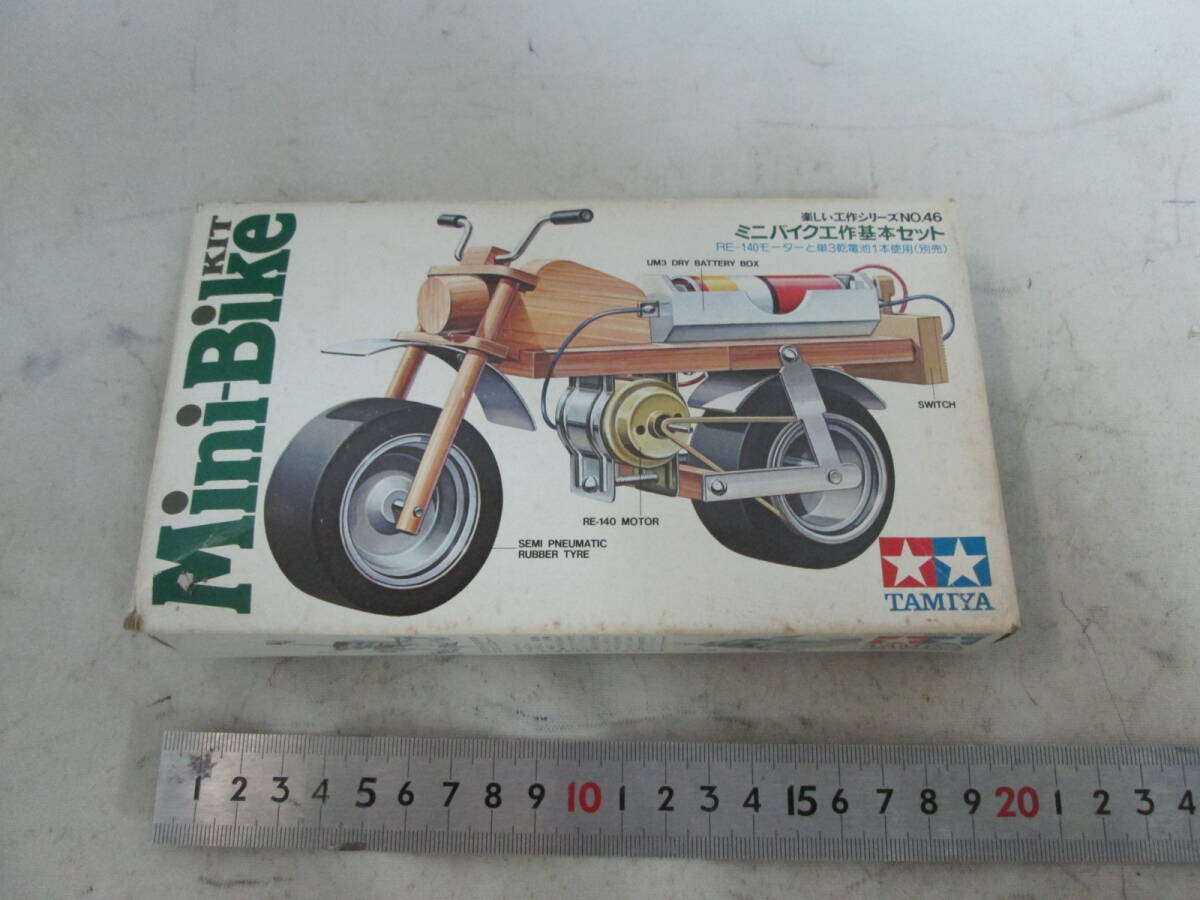 Mini-Bike KIT
楽しい工作シリーズNO.46
ミニバイク工作基本セット
RE-140モーターと単3乾電池1本使用(別売)
UM3 DRY BATTERY BOX
SWITCH
RE-140 MOTOR
SEMI PNEUMATIC
RUBBER TYRE
TAMIYA
1 2 3 4 5 6 7 8 9 10 1 2 3 4 15 6 7 8 9 20 1 2 3 4